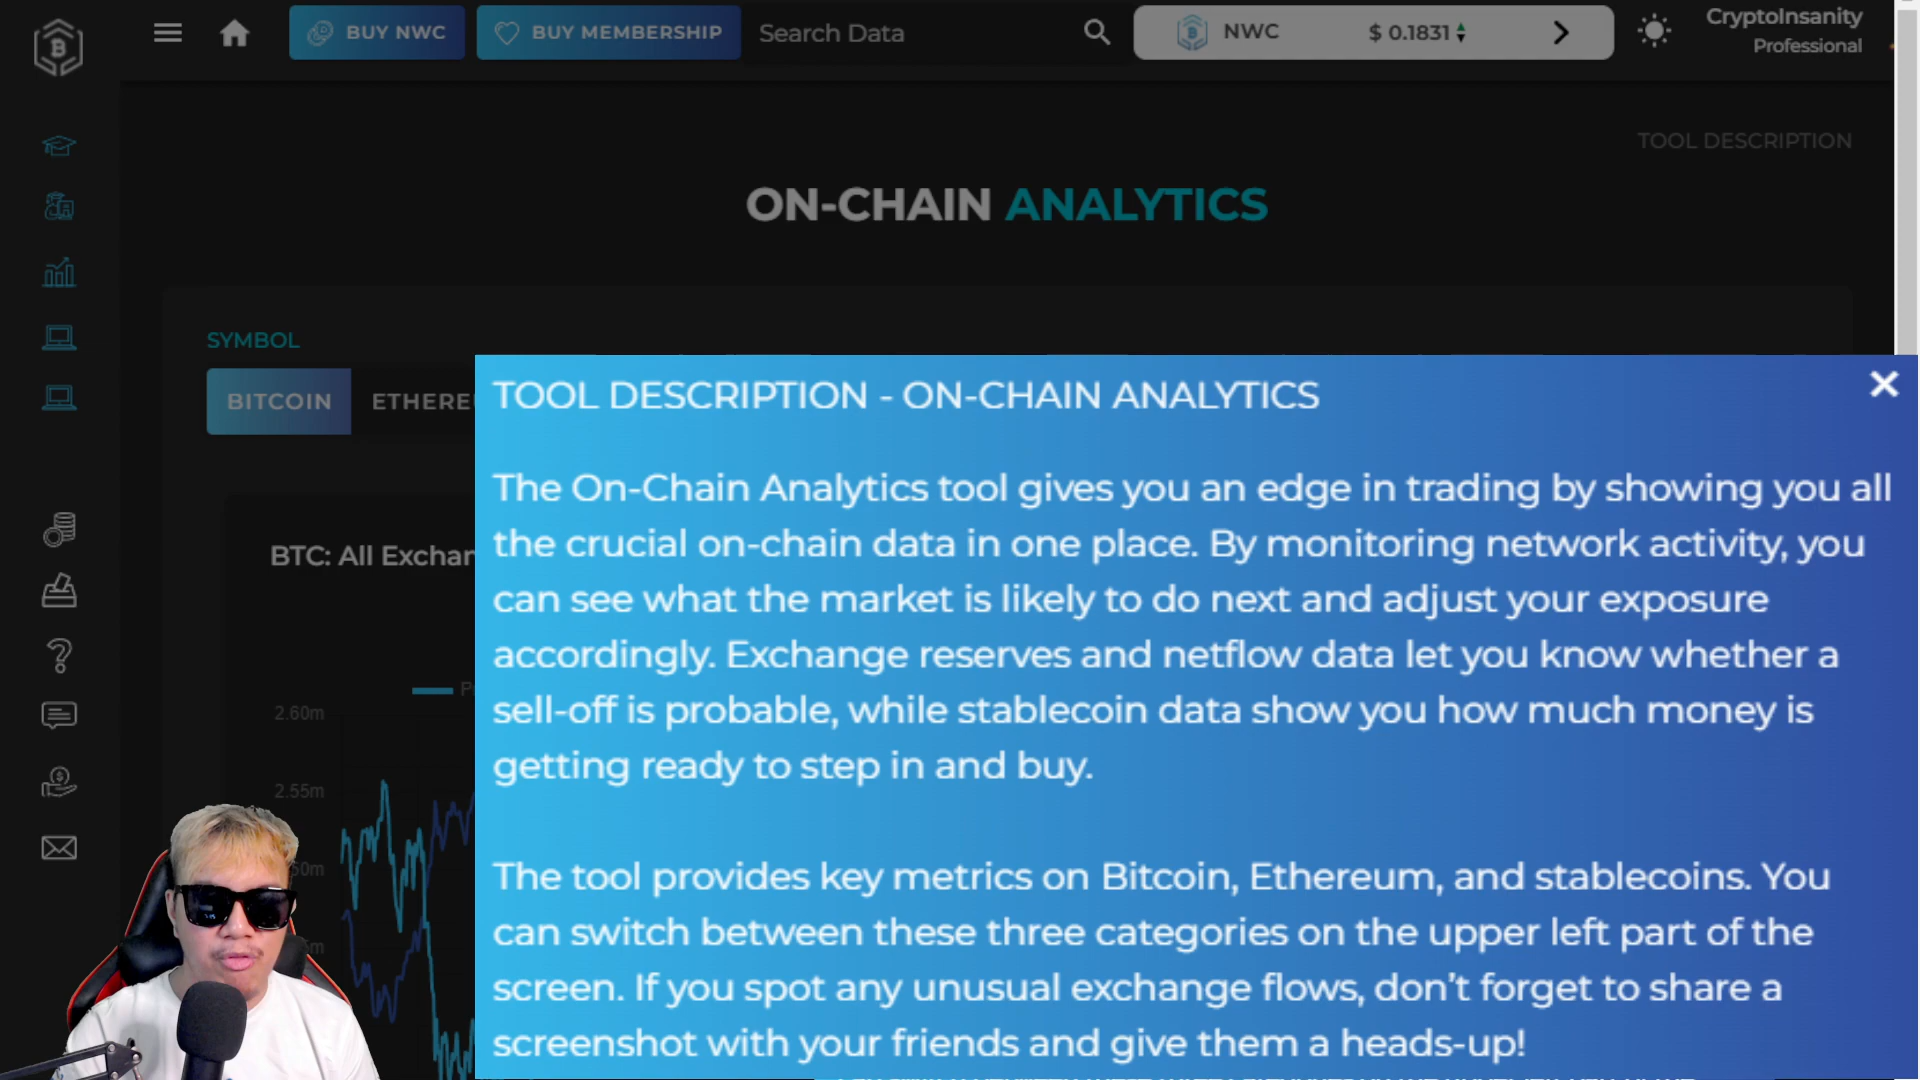 BUY NWC
BUY MEMBERSHIP
Search Data
NWC
$ 0.1831
CryptoInsanity
Professional
TOOL DESCRIPTION
ON-CHAIN ANALYTICS
SYMBOL
BITCOIN
TOOL DESCRIPTION - ON-CHAIN ANALYTICS
The On-Chain Analytics tool gives you an edge in trading by showing you all
the crucial on-chain data in one place. By monitoring network activity, you
can see what the market is likely to do next and adjust your exposure
accordingly. Exchange reserves and netflow data let you know whether a
sell-off is probable, while stablecoin data show you how much money is
getting ready to step in and buy.
The tool provides key metrics on Bitcoin, Ethereum, and stablecoins. You
can switch between these three categories on the upper left part of the
screen. If you spot any unusual exchange flows, don't forget to share a
screenshot with your friends and give them a heads-up!
BTC: All
2.60m
2.55m